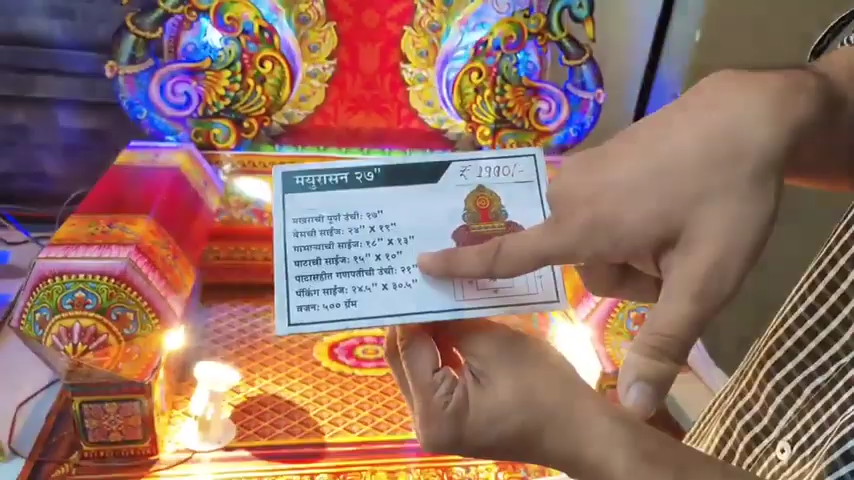 मयुरासन २७"
₹ 1990/-
मखराची पूर्ण उंची: २७"
बेसची साईज: २४" × १९"
गाभाऱ्याची साईज: १८" × १३"
पाटाची साईज: १५" × १०"
पाटासहीत गणपतीची उंची: २१"
पॅकिंग साईज: २४.५" × ३०.५"
वजन: ५०० ग्रॅम